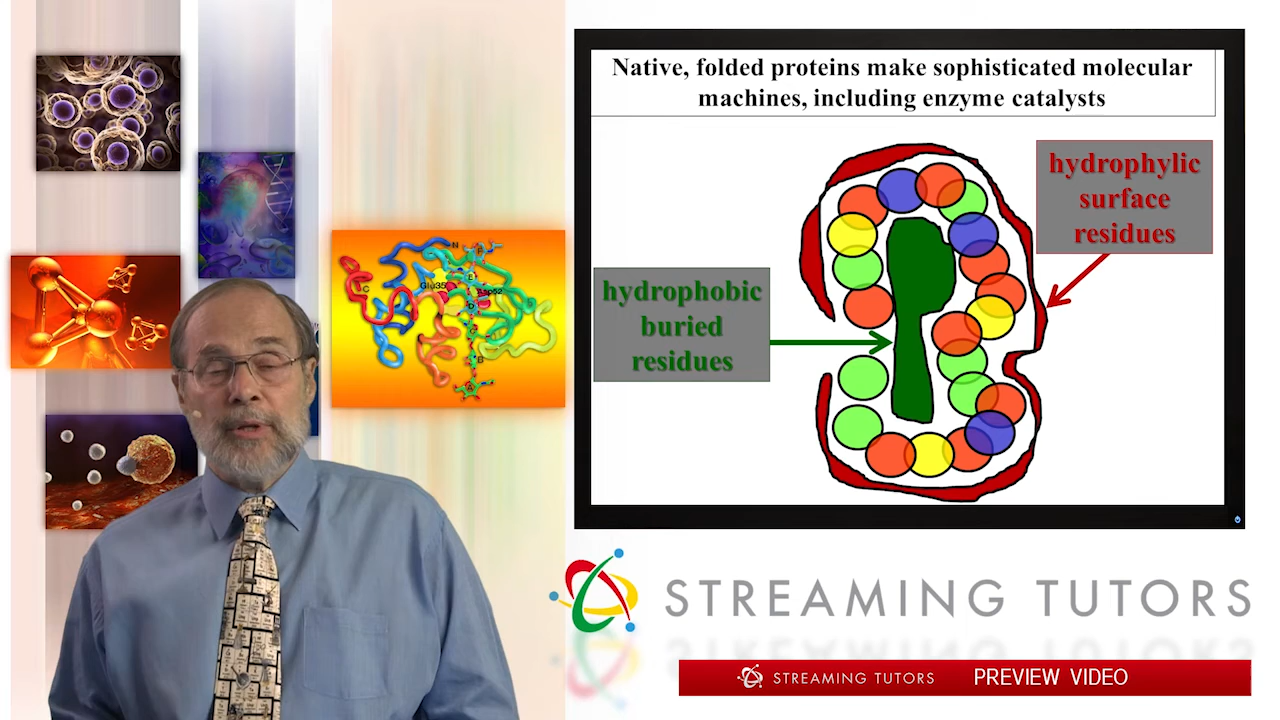 Native, folded proteins make sophisticated molecular
machines, including enzyme catalysts
hydrophylic
surface
residues
hydrophobic
buried
residues
N
C
Glu35
F
E
D
B
A
STREAMING TUTORS
STREAMING TUTORS
PREVIEW VIDEO